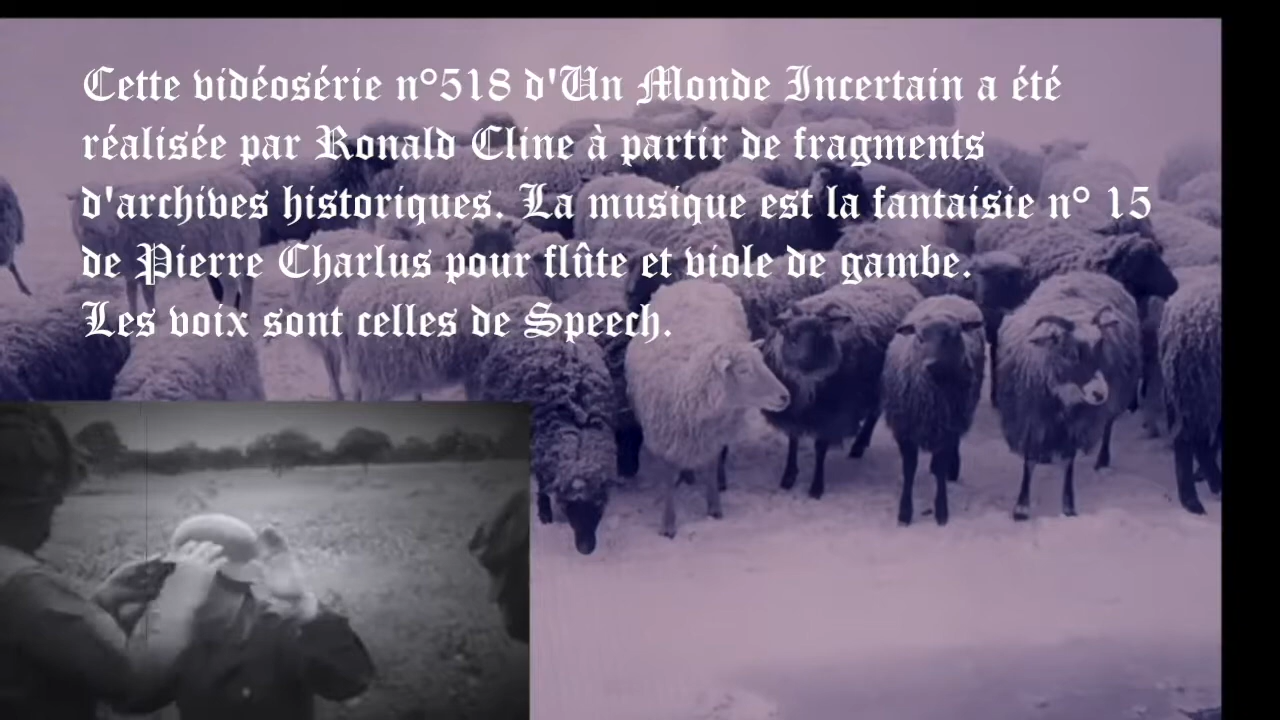 Cette vidéosérie n°518 d'Un Monde Incertain a été
réalisée par Ronald Cline à partir de fragments
d'archives historiques. La musique est la fantaisie n° 15
de Pierre Charlus pour flûte et viole de gambe.
Les voix sont celles de Speech.